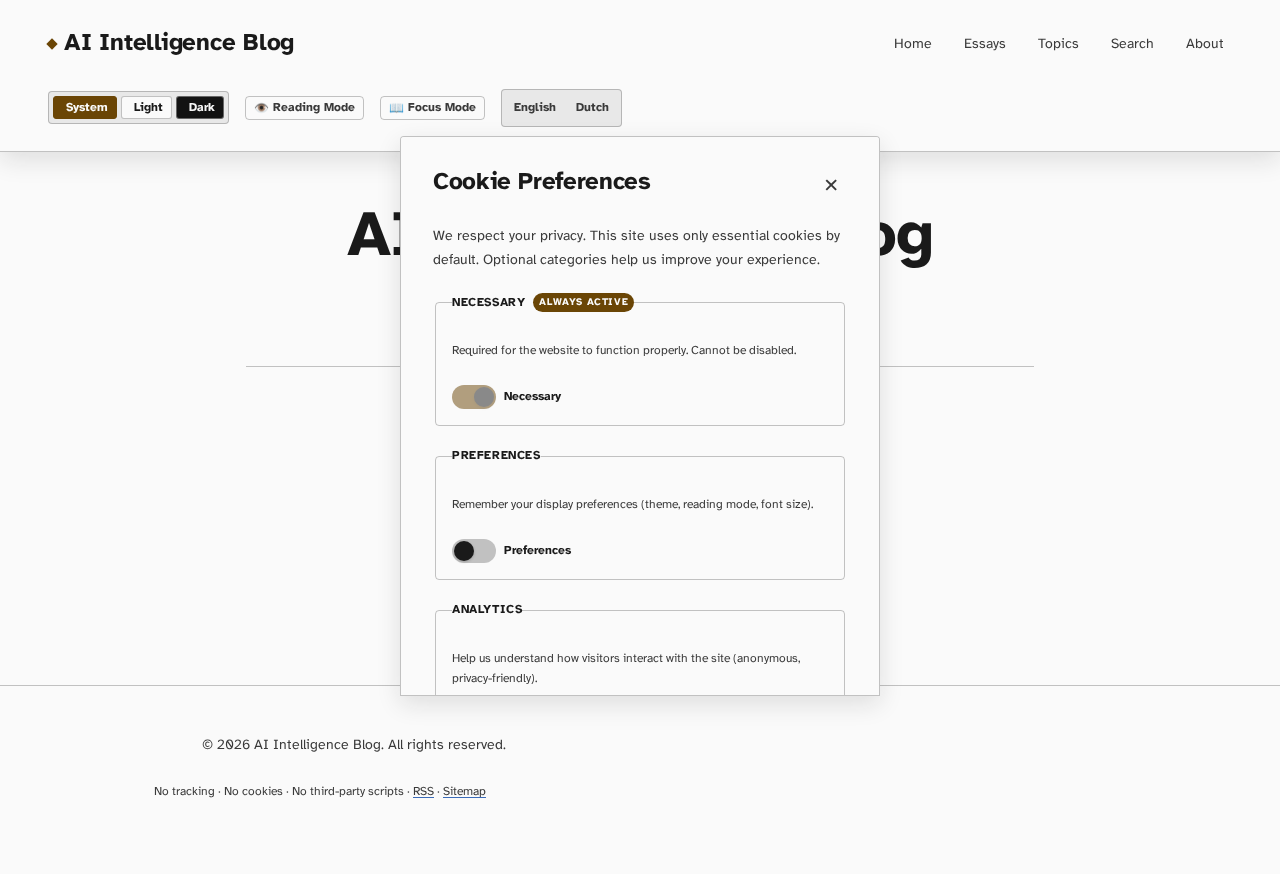 AI Intelligence Blog
Home
Essays
Topics
Search
About
System
Light
Dark
Reading Mode
Focus Mode
English
Dutch
Cookie Preferences
✕
We respect your privacy. This site uses only essential cookies by
default. Optional categories help us improve your experience.
NECESSARY ALWAYS ACTIVE
Required for the website to function properly. Cannot be disabled.
Necessary
PREFERENCES
Remember your display preferences (theme, reading mode, font size).
Preferences
ANALYTICS
Help us understand how visitors interact with the site (anonymous,
privacy-friendly).
© 2026 AI Intelligence Blog. All rights reserved.
No tracking · No cookies · No third-party scripts · RSS · Sitemap